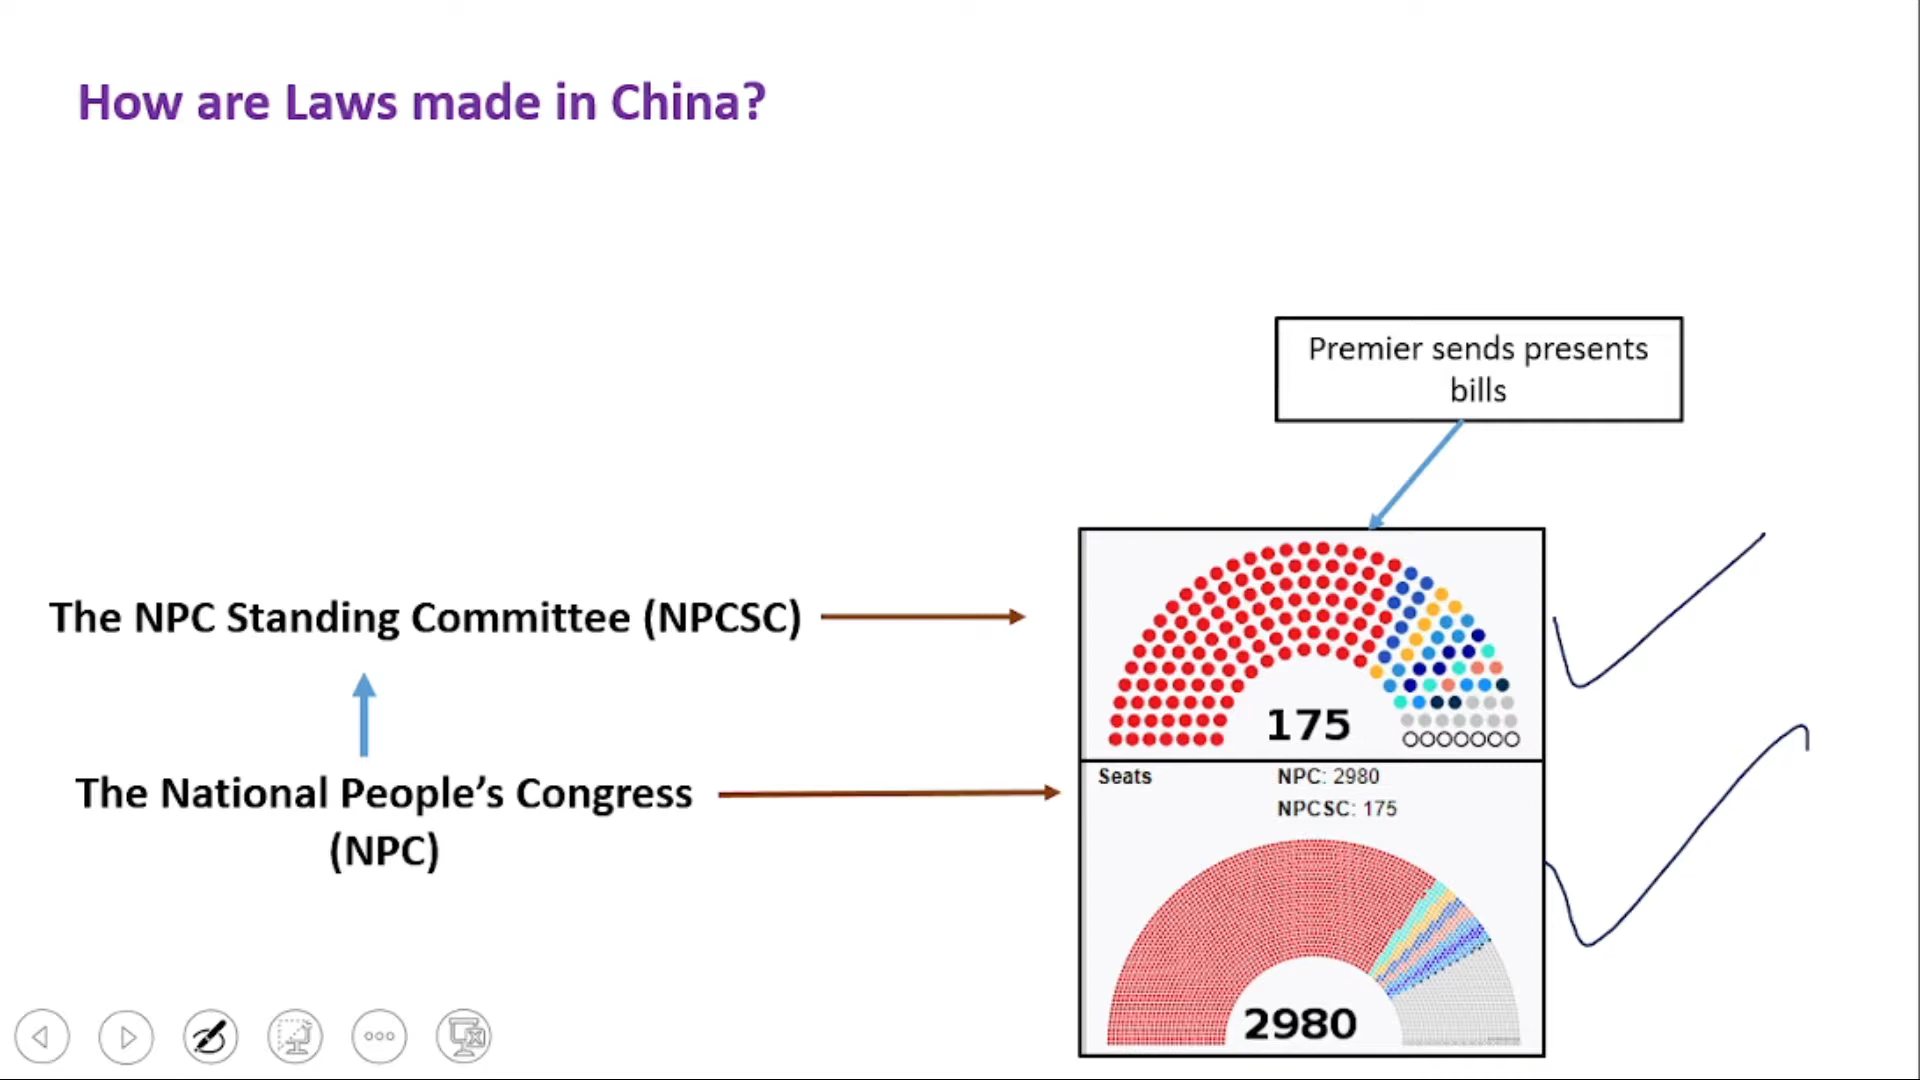 How are Laws made in China?
Premier sends presents
bills
The NPC Standing Committee (NPCSC)
175
The National People’s Congress
(NPC)
Seats NPC: 2980
NPCSC: 175
2980